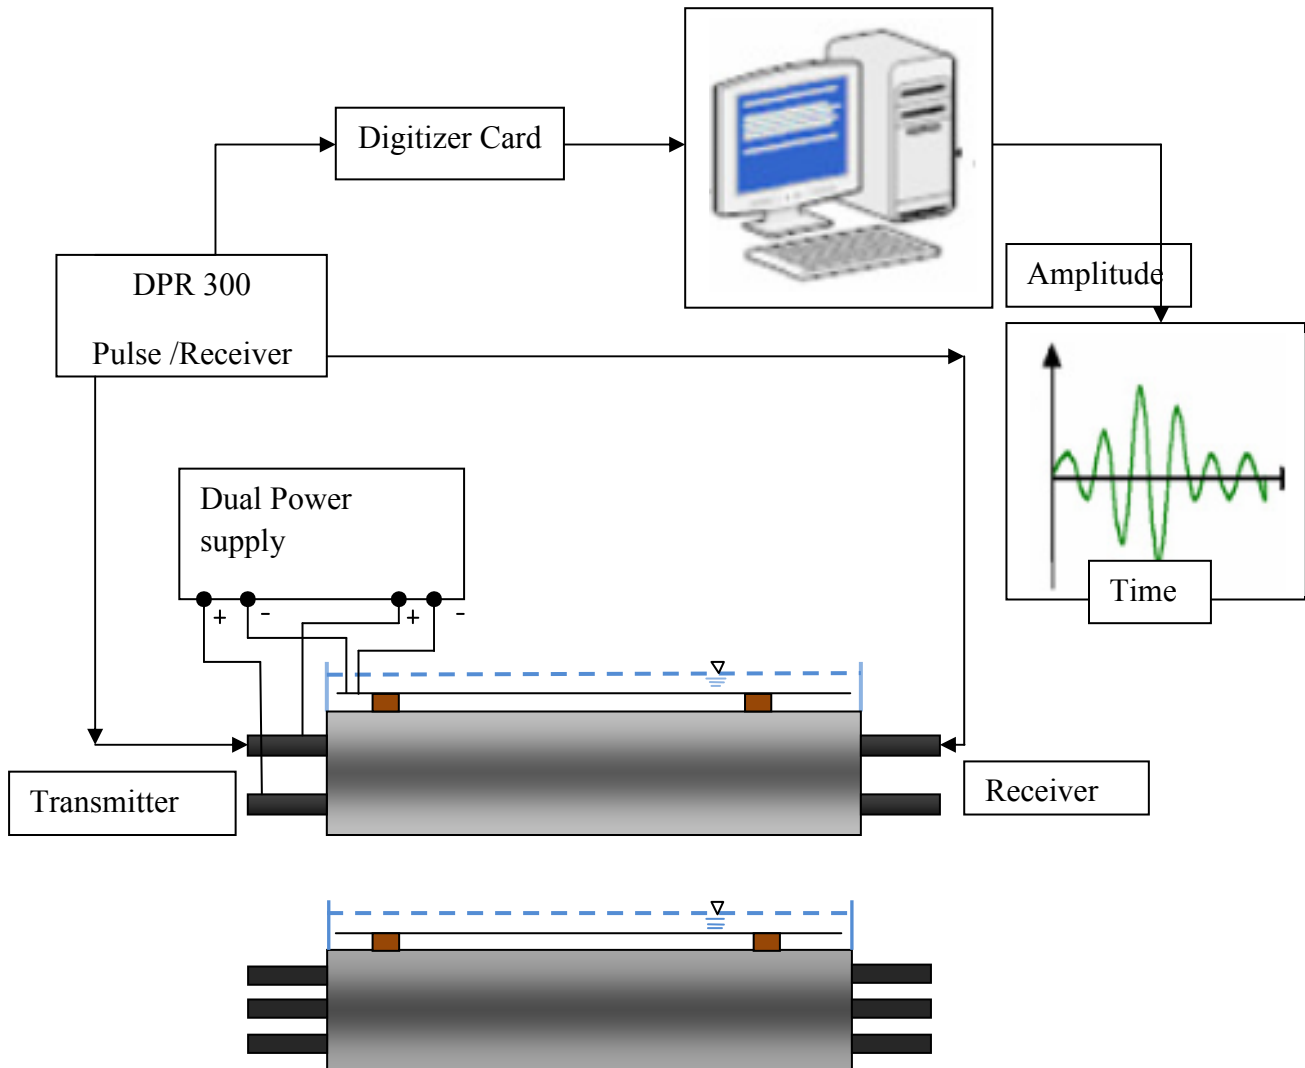 Digitizer Card
DPR 300
Pulse /Receiver
Amplitude
Dual Power
supply
+ - + -
Time
Transmitter
Receiver